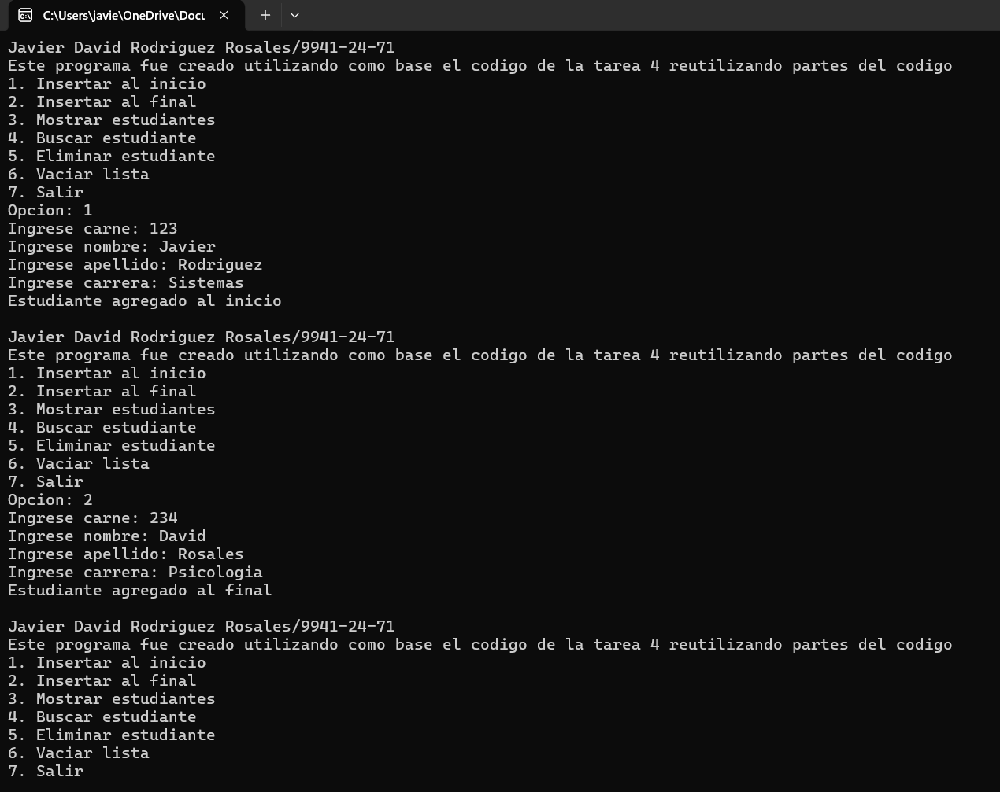 C:\Users\javie\OneDrive\Docu
Javier David Rodriguez Rosales/9941-24-71
Este programa fue creado utilizando como base el codigo de la tarea 4 reutilizando partes del codigo
1. Insertar al inicio
2. Insertar al final
3. Mostrar estudiantes
4. Buscar estudiante
5. Eliminar estudiante
6. Vaciar lista
7. Salir
Opcion: 1
Ingrese carne: 123
Ingrese nombre: Javier
Ingrese apellido: Rodriguez
Ingrese carrera: Sistemas
Estudiante agregado al inicio

Javier David Rodriguez Rosales/9941-24-71
Este programa fue creado utilizando como base el codigo de la tarea 4 reutilizando partes del codigo
1. Insertar al inicio
2. Insertar al final
3. Mostrar estudiantes
4. Buscar estudiante
5. Eliminar estudiante
6. Vaciar lista
7. Salir
Opcion: 2
Ingrese carne: 234
Ingrese nombre: David
Ingrese apellido: Rosales
Ingrese carrera: Psicologia
Estudiante agregado al final

Javier David Rodriguez Rosales/9941-24-71
Este programa fue creado utilizando como base el codigo de la tarea 4 reutilizando partes del codigo
1. Insertar al inicio
2. Insertar al final
3. Mostrar estudiantes
4. Buscar estudiante
5. Eliminar estudiante
6. Vaciar lista
7. Salir